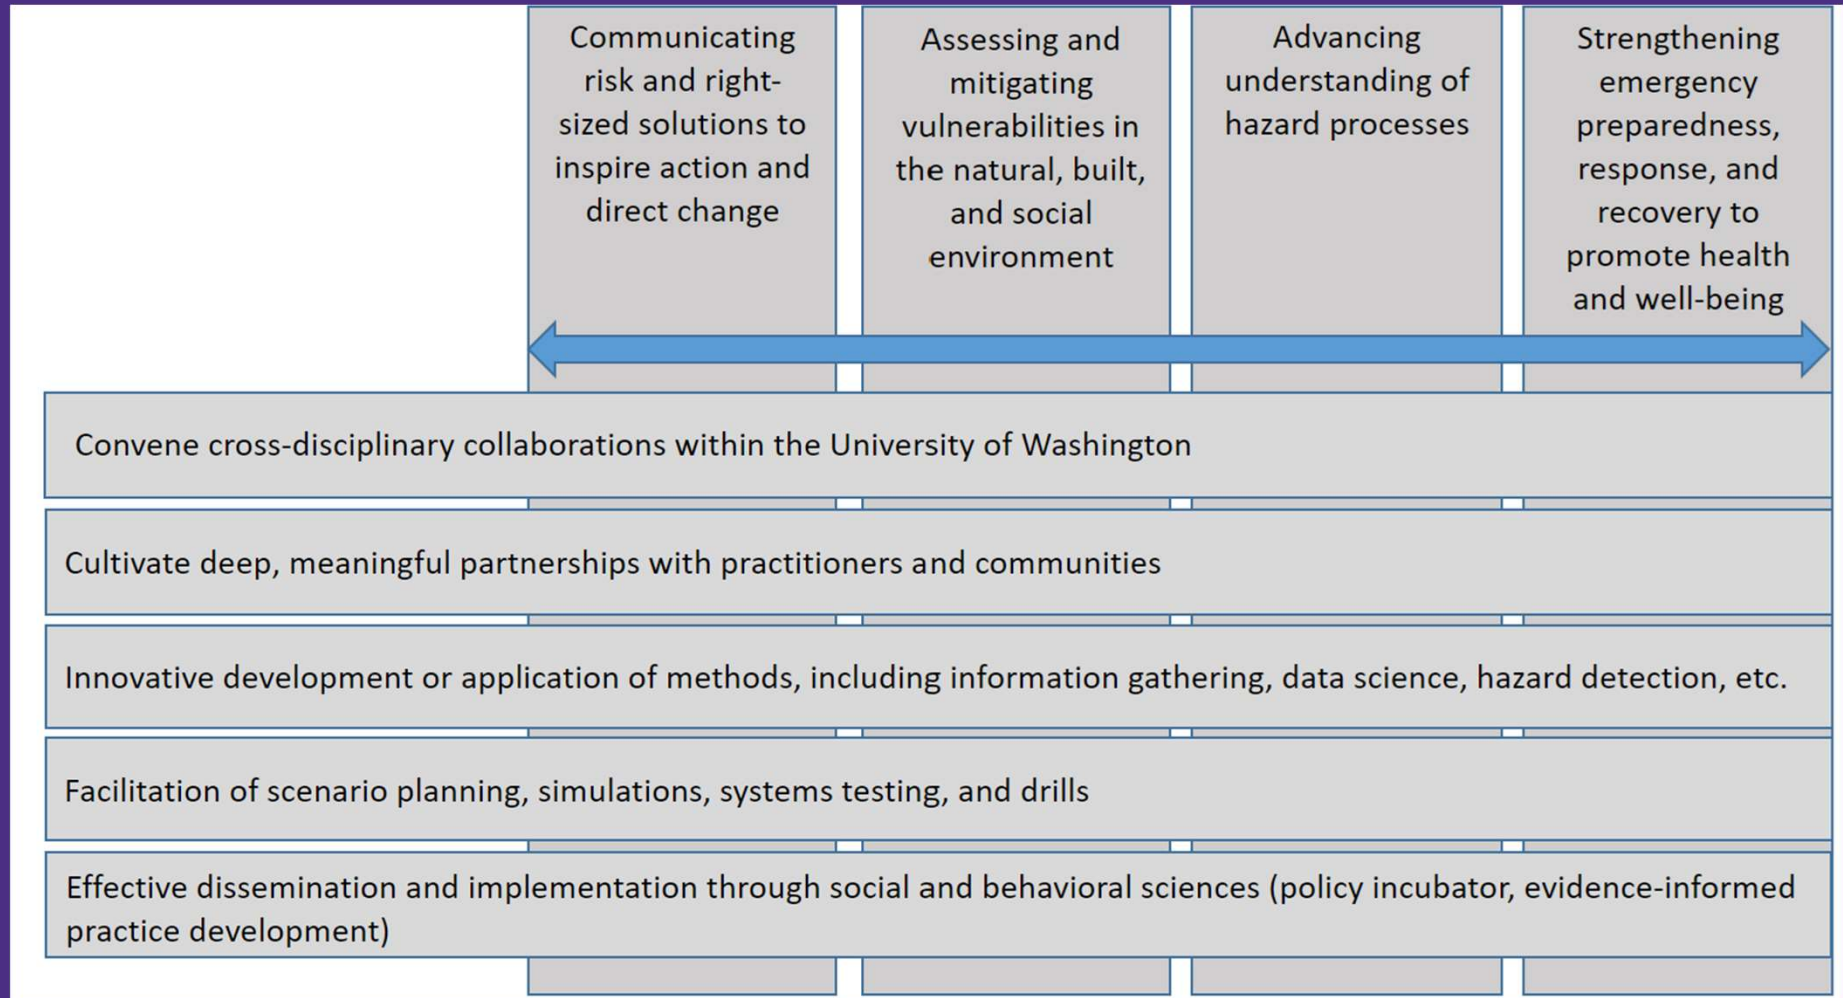 Communicating
risk and right-
sized solutions to
inspire action and
direct change
Assessing and
mitigating
vulnerabilities in
the natural, built,
and social
environment
Advancing
understanding of
hazard processes
Strengthening
emergency
preparedness,
response, and
recovery to
promote health
and well-being
Convene cross-disciplinary collaborations within the University of Washington
Cultivate deep, meaningful partnerships with practitioners and communities
Innovative development or application of methods, including information gathering, data science, hazard detection, etc.
Facilitation of scenario planning, simulations, systems testing, and drills
Effective dissemination and implementation through social and behavioral sciences (policy incubator, evidence-informed
practice development)